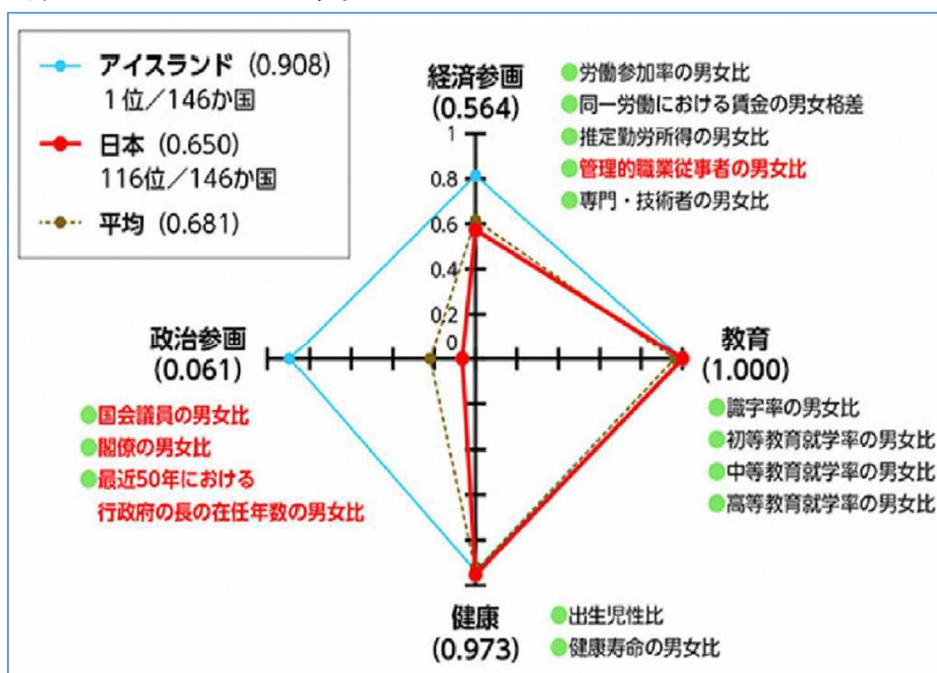 アイスランド (0.908)
1位／146か国
日本 (0.650)
116位／146か国
平均 (0.681)
経済参画
(0.564)
●労働参加率の男女比
●同一労働における賃金の男女格差
●推定勤労所得の男女比
●管理的職業従事者の男女比
●専門・技術者の男女比
1
0.8
0.6
0.4
0.2
0
政治参画
(0.061)
●国会議員の男女比
●閣僚の男女比
●最近50年における
行政府の長の在任年数の男女比
教育
(1.000)
●識字率の男女比
●初等教育就学率の男女比
●中等教育就学率の男女比
●高等教育就学率の男女比
健康
(0.973)
●出生児性比
●健康寿命の男女比